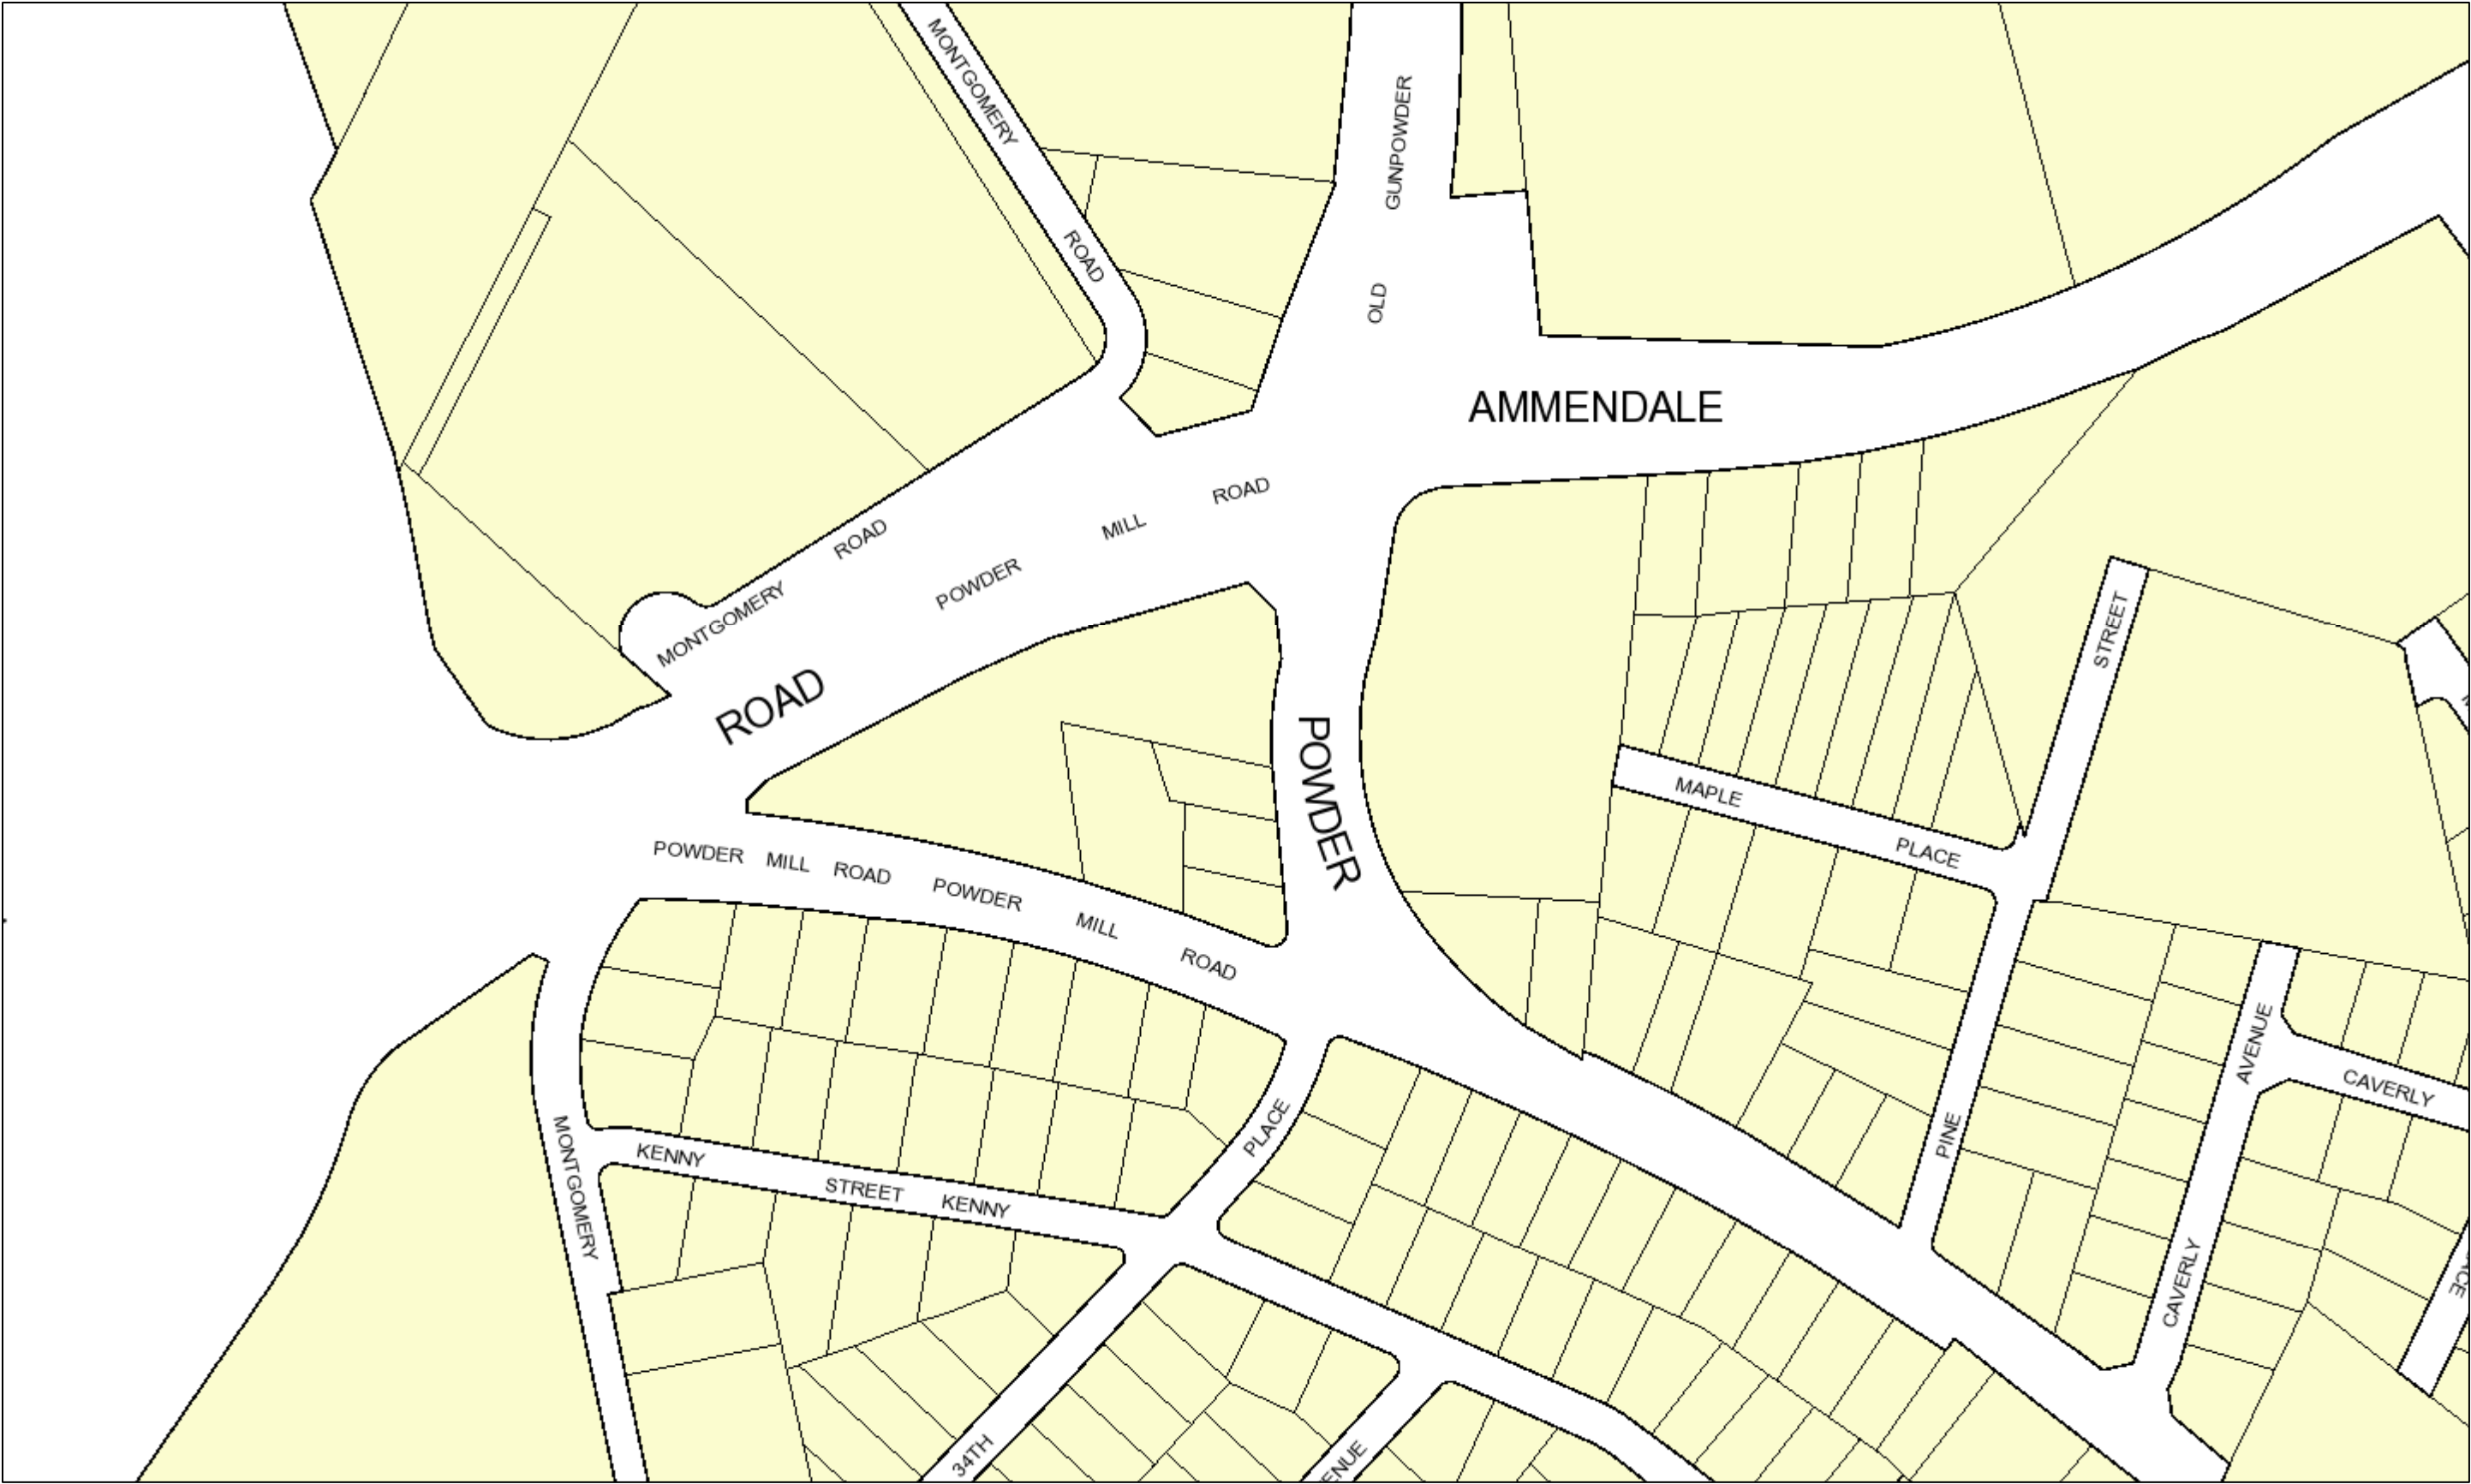 MONTGOMERY
ROAD
GUNPOWDER
OLD
AMMENDALE
MONTGOMERY ROAD
POWDER MILL ROAD
ROAD
POWDER
STREET
MAPLE PLACE
POWDER MILL ROAD POWDER MILL ROAD
PLACE
KENNY STREET KENNY
MONTGOMERY
PINE
AVENUE
CAVERLY
CAVERLY
34TH